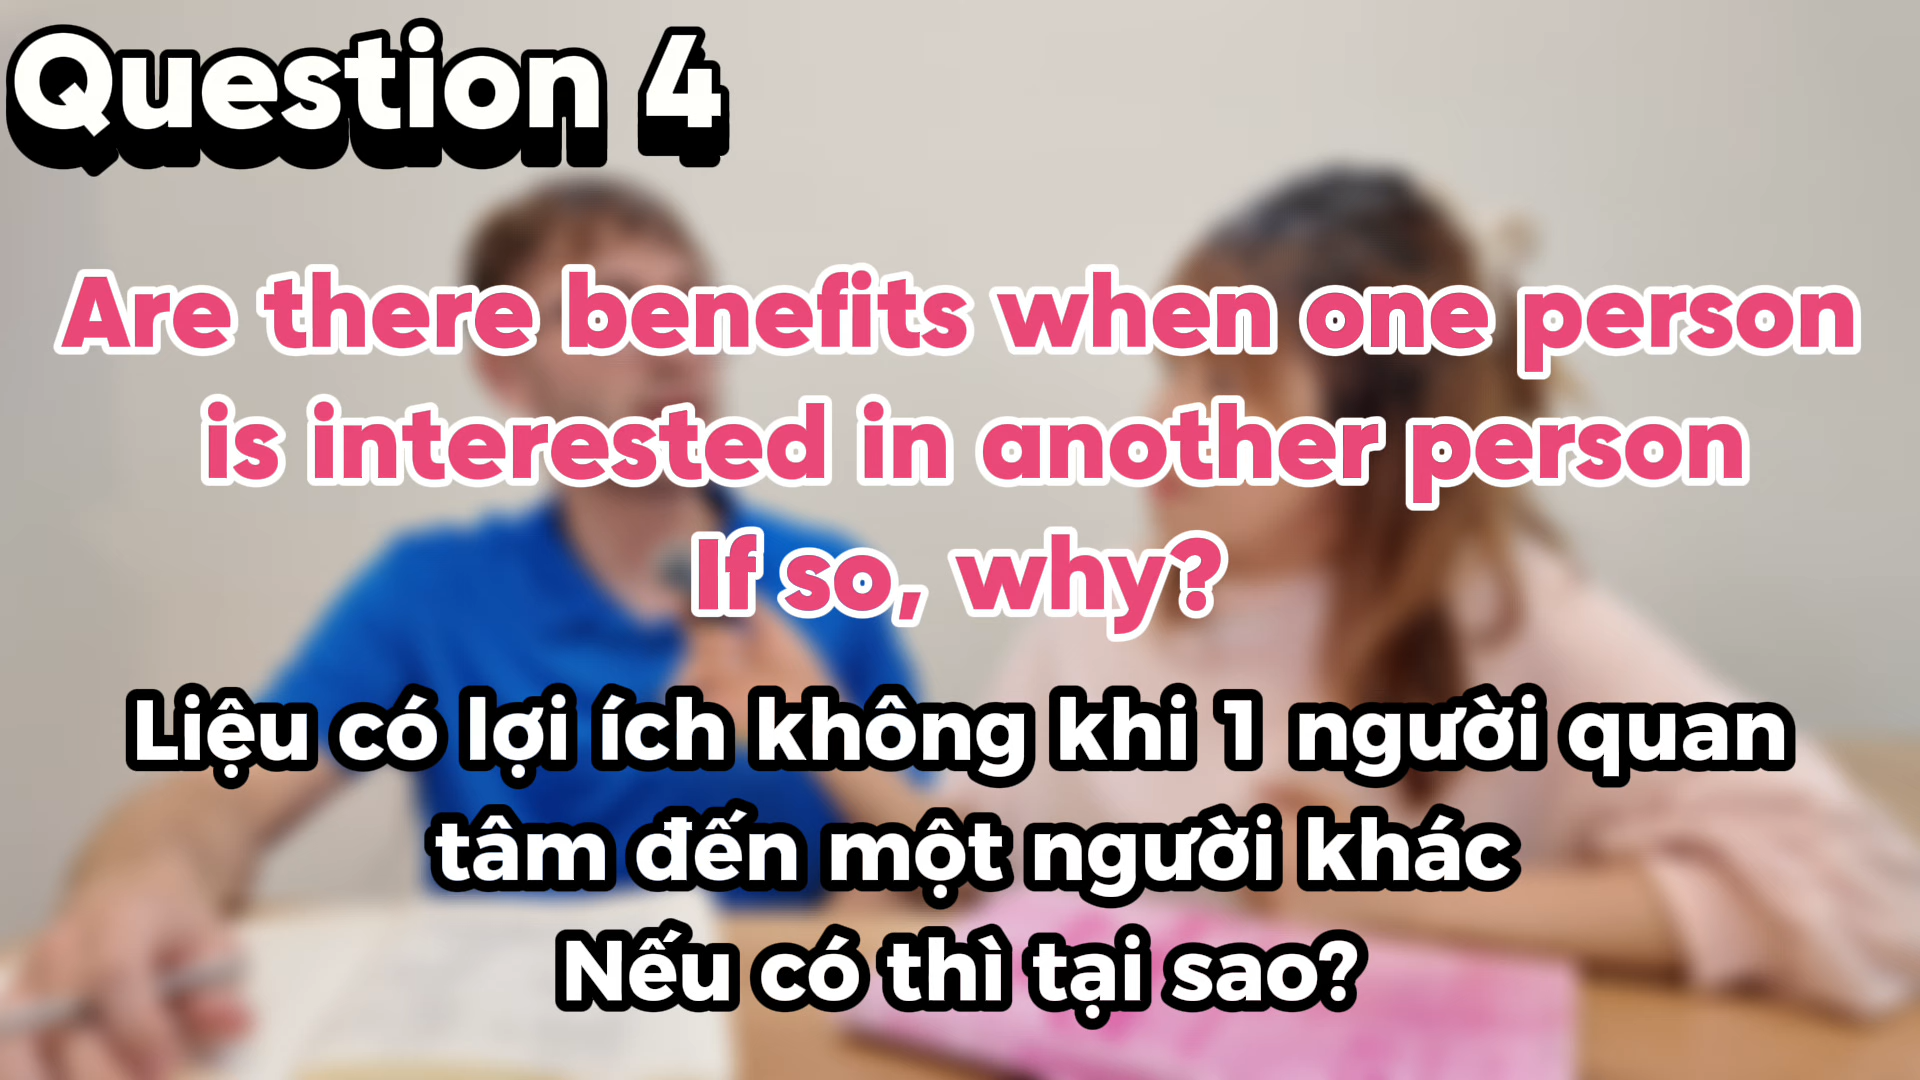 Question 4
Are there benefits when one person
is interested in another person
If so, why?
Liệu có lợi ích không khi 1 người quan
tâm đến một người khác
Nếu có thì tại sao?